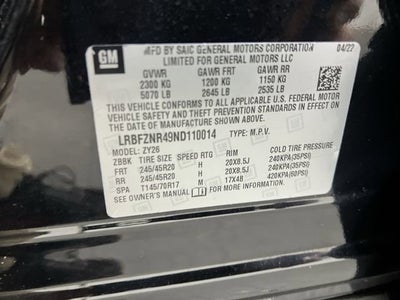 GM
MFD BY SAIC GENERAL MOTORS CORPORATION 04/22
LIMITED FOR GENERAL MOTORS LLC
GVWR GAWR FRT GAWR RR
2300 KG 1200 KG 1150 KG
5070 LB 2645 LB 2535 LB
THIS VEHICLE CONFORMS TO ALL APPLICABLE U.S. FEDERAL MOTOR
VEHICLE SAFETY AND THEFT PREVENTION STANDARDS IN EFFECT ON
THE DATE OF MANUFACTURE SHOWN ABOVE.
LRBFZNR49ND110014 TYPE: M.P.V.
MODEL: ZY26
ZBBK TIRE SIZE SPEED RTG RIM COLD TIRE PRESSURE
FRT 245/45R20 H 20X8.5J 240KPA(35PSI)
RR 245/45R20 H 20X8.5J 240KPA(35PSI)
SPA T145/70R17 M 17X4B 420KPA(60PSI)
SEE OWNER'S MANUAL FOR MORE INFORMATION.